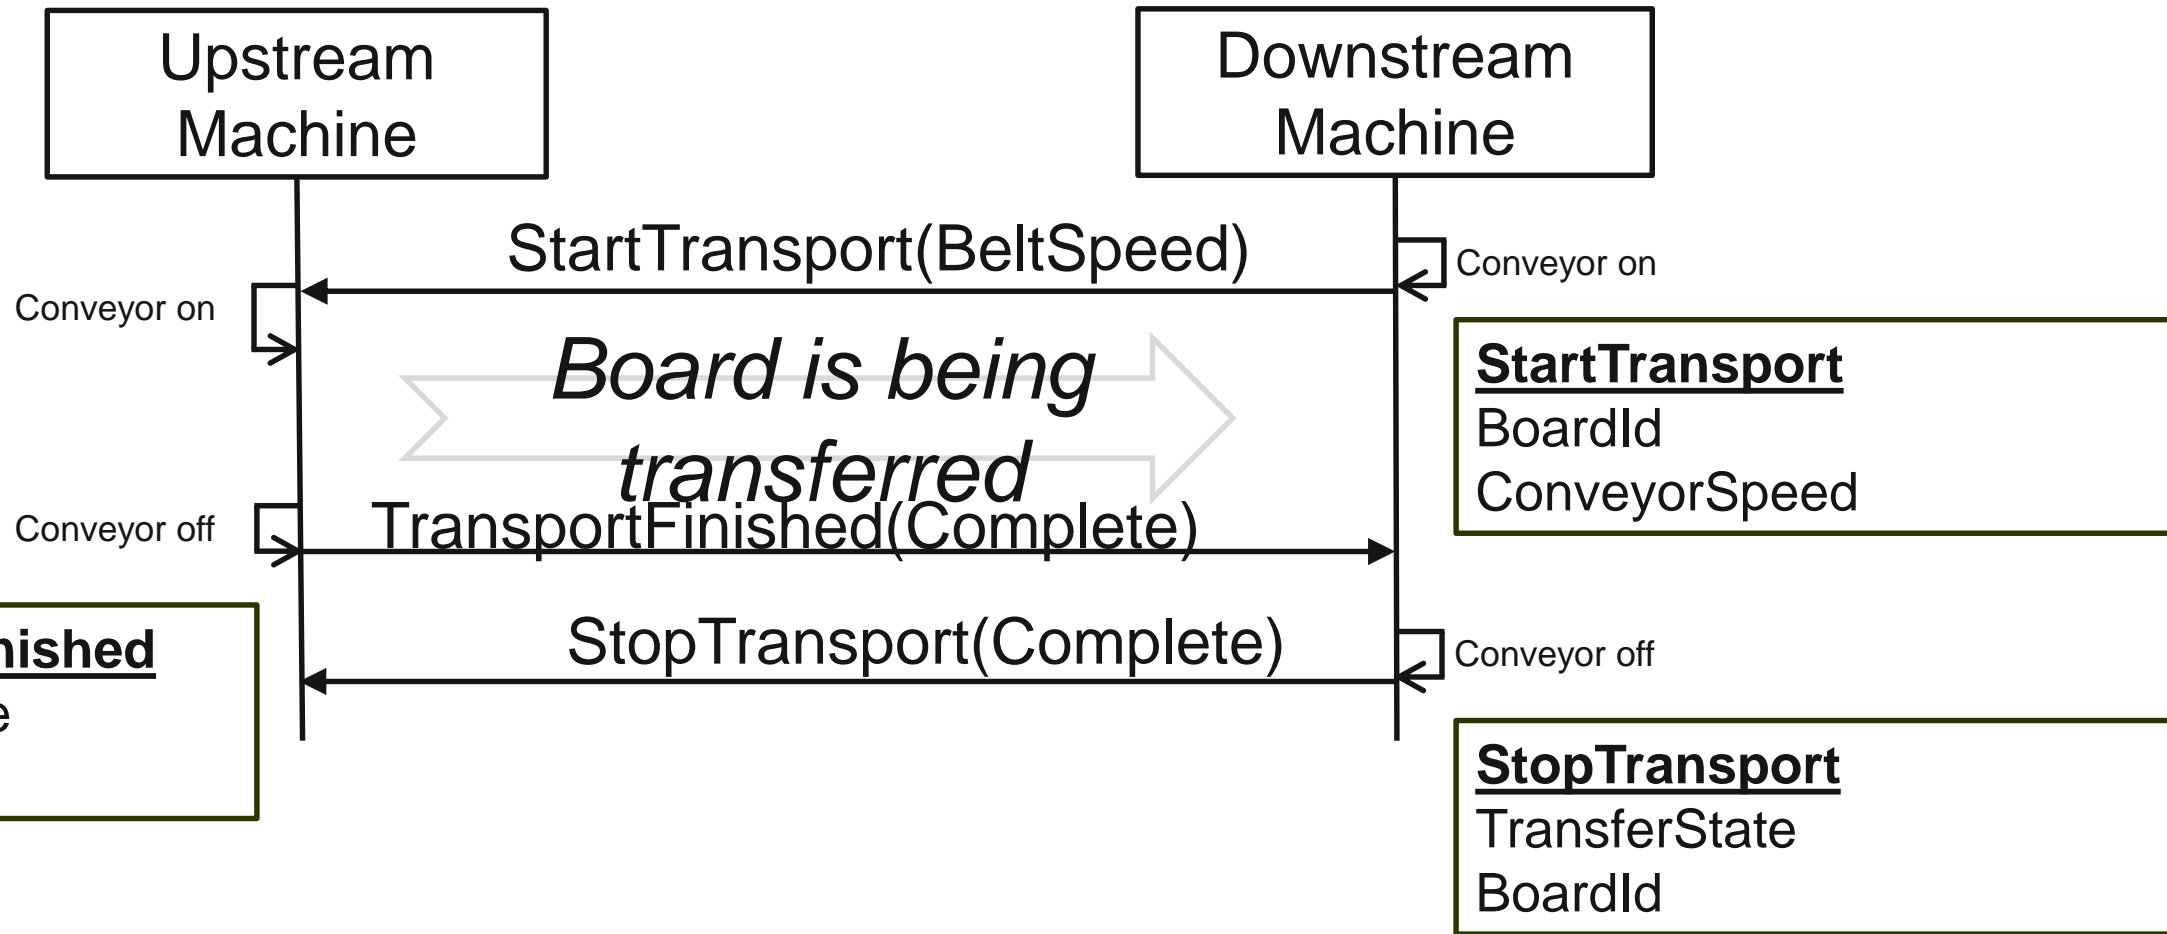 Upstream
Machine
Downstream
Machine
StartTransport(BeltSpeed)
Conveyor on
Conveyor on
Board is being
transferred
StartTransport
BoardId
ConveyorSpeed
Conveyor off
TransportFinished(Complete)
StopTransport(Complete)
Conveyor off
nished
e
StopTransport
TransferState
BoardId